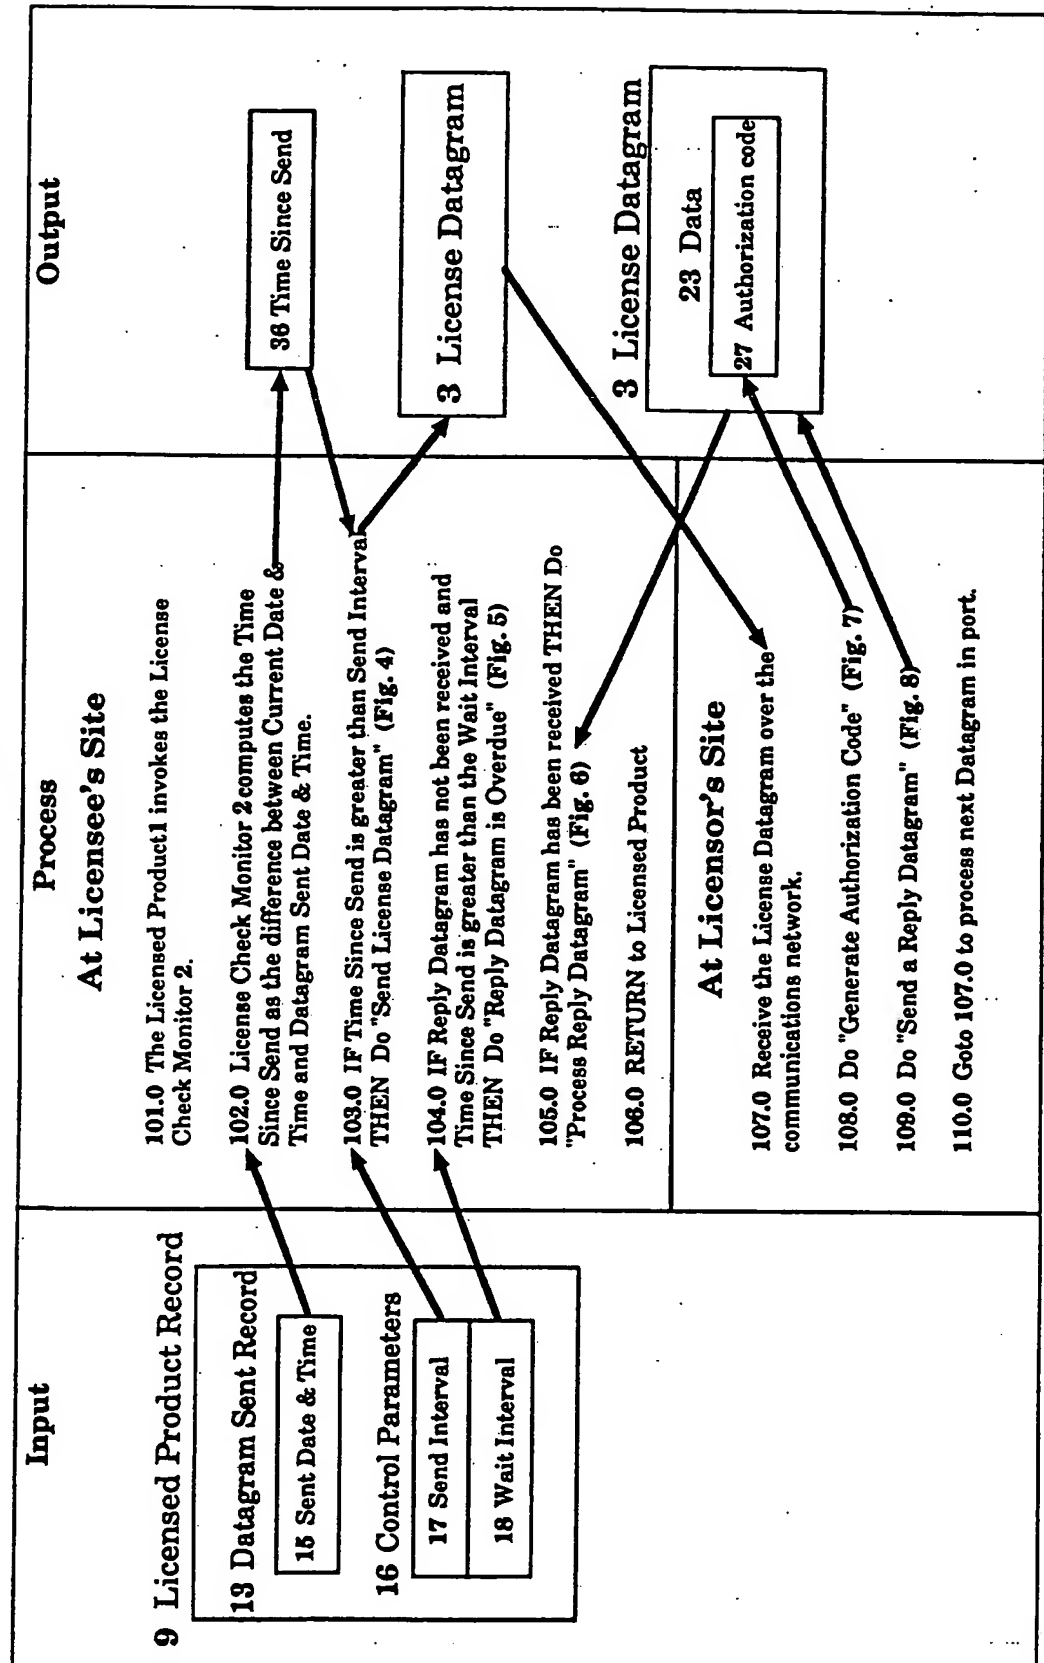 Input
9 Licensed Product Record
13 Datagram Sent Record
15 Sent Date & Time
16 Control Parameters
17 Send Interval
18 Wait Interval
Process
At Licensee's Site
101.0 The Licensed Product1 invokes the License
Check Monitor 2.
102.0 License Check Monitor 2 computes the Time
Since Send as the difference between Current Date &
Time and Datagram Sent Date & Time.
103.0 IF Time Since Send is greater than Send Interval
THEN Do "Send License Datagram" (Fig. 4)
104.0 IF Reply Datagram has not been received and
Time Since Send is greater than the Wait Interval
THEN Do "Reply Datagram is Overdue" (Fig. 5)
105.0 IF Reply Datagram has been received THEN Do
"Process Reply Datagram" (Fig. 6)
106.0 RETURN to Licensed Product
At Licensor's Site
107.0 Receive the License Datagram over the
communications network.
108.0 Do "Generate Authorization Code" (Fig. 7)
109.0 Do "Send a Reply Datagram" (Fig. 8)
110.0 Goto 107.0 to process next Datagram in port.
Output
36 Time Since Send
3 License Datagram
3 License Datagram
23 Data
27 Authorization code